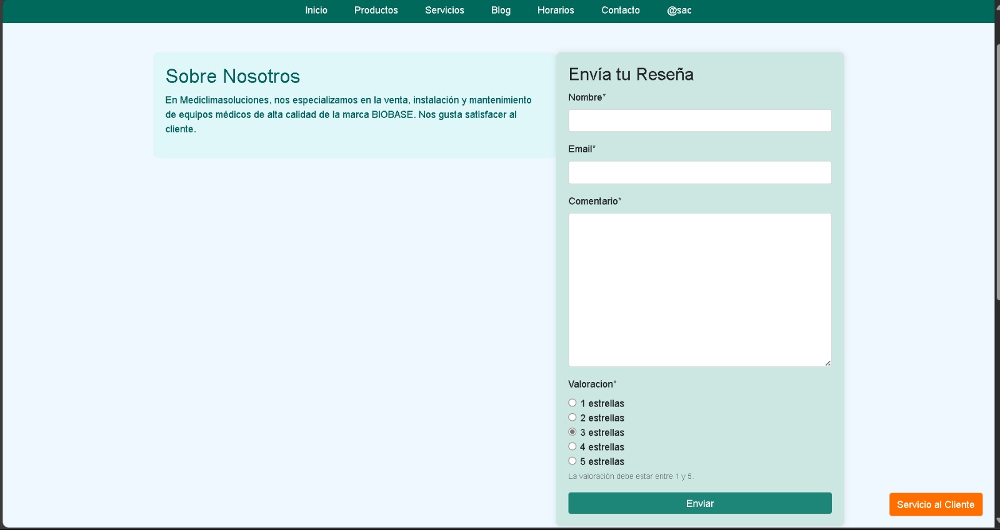 Inicio Productos Servicios Blog Horarios Contacto @sac
Sobre Nosotros
En Mediclimasoluciones, nos especializamos en la venta, instalación y mantenimiento
de equipos médicos de alta calidad de la marca BIOBASE. Nos gusta satisfacer al
cliente.
Envía tu Reseña
Nombre*
Email*
Comentario*
Valoracion*
1 estrellas
2 estrellas
3 estrellas
4 estrellas
5 estrellas
La valoración debe estar entre 1 y 5.
Enviar
Servicio al Cliente